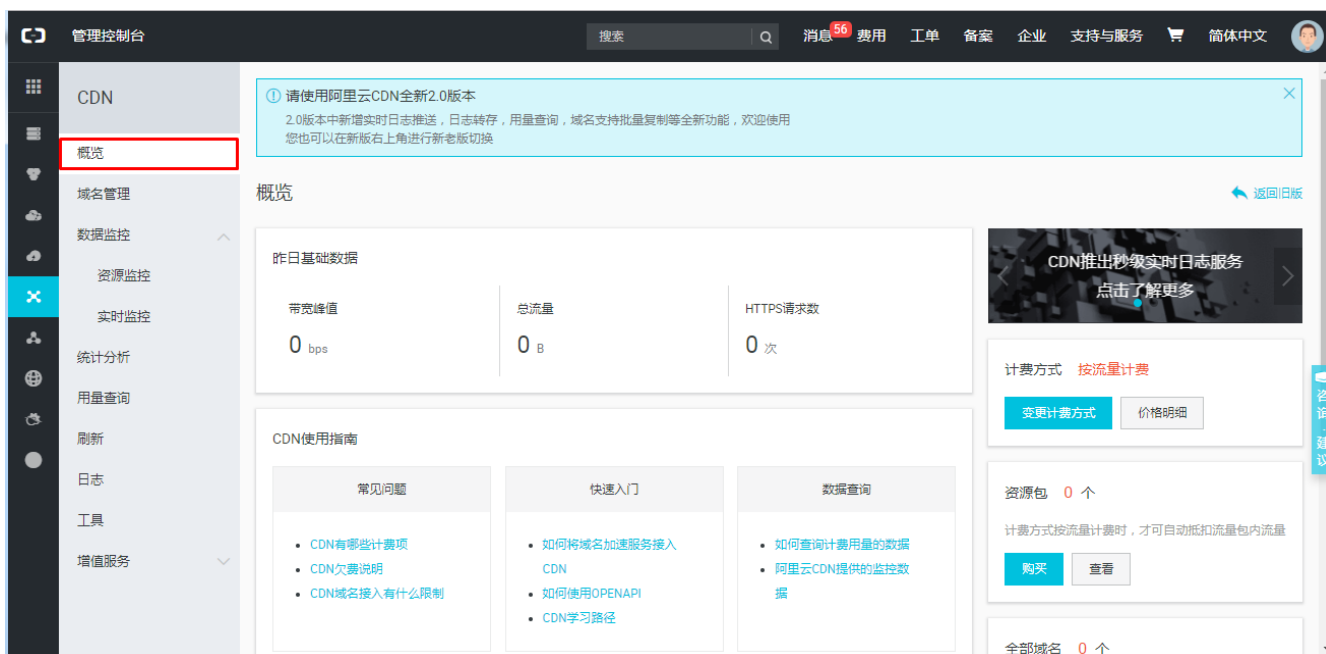 管理控制台
搜索
消息 56 费用 工单 备案 企业 支持与服务 简体中文
CDN
概览
域名管理
数据监控
资源监控
实时监控
统计分析
用量查询
刷新
日志
工具
增值服务
请使用阿里云CDN全新2.0版本
2.0版本中新增实时日志推送，日志转存，用量查询，域名支持批量复制等全新功能，欢迎使用
您也可以在新版右上角进行新老版切换
概览
返回旧版
昨日基础数据
带宽峰值
0 bps
总流量
0 B
HTTPS请求数
0 次
CDN使用指南
常见问题
CDN有哪些计费项
CDN欠费说明
CDN域名接入有什么限制
快速入门
如何将域名加速服务接入
CDN
如何使用OPENAPI
CDN学习路径
数据查询
如何查询计费用量的数据
阿里云CDN提供的监控数
据
CDN推出秒级实时日志服务
点击了解更多
计费方式 按流量计费
变更计费方式 价格明细
资源包 0 个
计费方式按流量计费时，才可自动抵扣流量包内流量
购买 查看
全部域名 0 个
咨询·建议